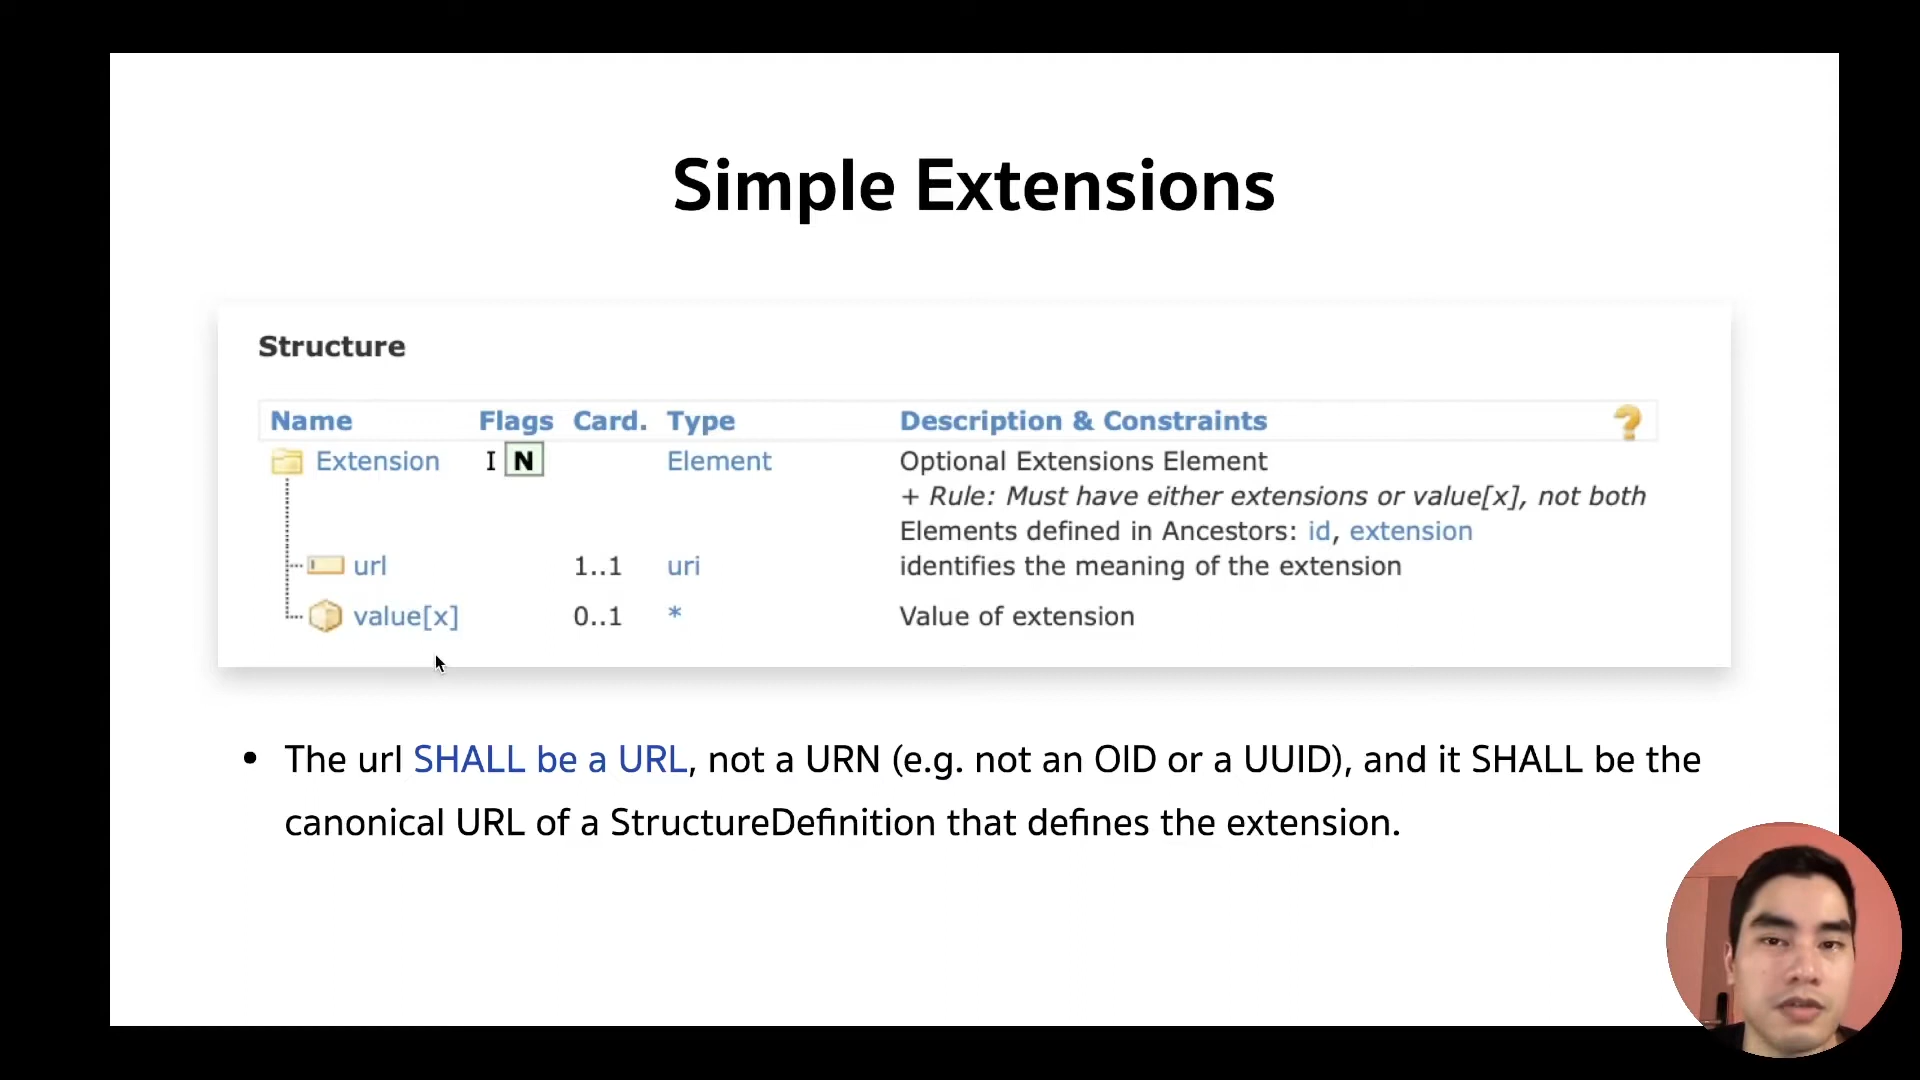 Simple Extensions
Structure
Name Flags Card. Type Description & Constraints ?
Extension I N Element Optional Extensions Element
+ Rule: Must have either extensions or value[x], not both
Elements defined in Ancestors: id, extension
url 1..1 uri identifies the meaning of the extension
value[x] 0..1 * Value of extension
• The url SHALL be a URL, not a URN (e.g. not an OID or a UUID), and it SHALL be the
canonical URL of a StructureDefinition that defines the extension.